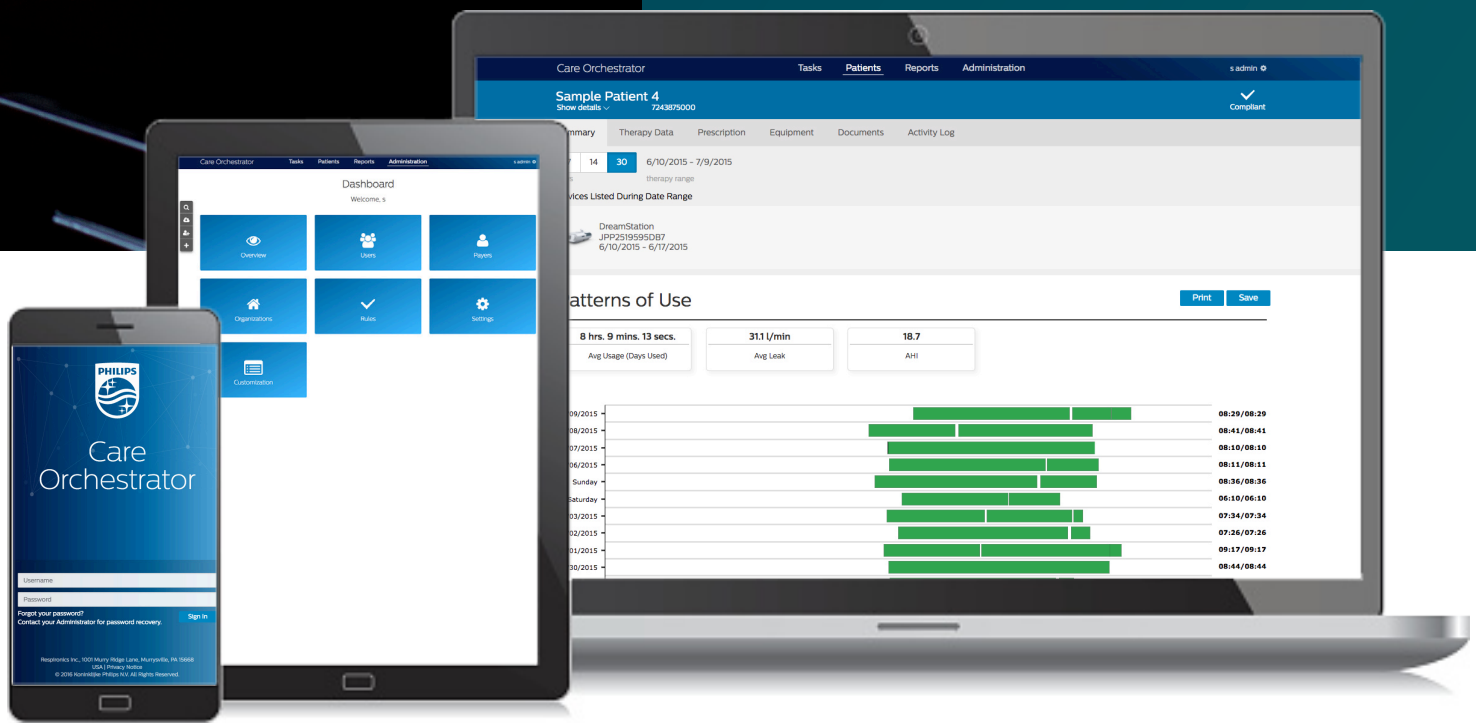 Care Orchestrator Tasks Patients Reports Administration s admin
Sample Patient 4
Show details 7243875000
Compliant
mmary Therapy Data Prescription Equipment Documents Activity Log
14 30 6/10/2015 - 7/9/2015
therapy range
vices Listed During Date Range
DreamStation
JPP2519595DB7
6/10/2015 - 6/17/2015
atterns of Use
Print Save
8 hrs. 9 mins. 13 secs. 31.1 l/min 18.7
Avg Usage (Days Used) Avg Leak AHI
09/2015 08:29/08:29
08/2015 08:41/08:41
07/2015 08:10/08:10
06/2015 08:11/08:11
Sunday 08:36/08:36
Saturday 06:10/06:10
03/2015 07:34/07:34
02/2015 07:26/07:26
01/2015 09:17/09:17
30/2015 08:44/08:44
Care Orchestrator Tasks Patients Reports Administration s admin
Dashboard
Welcome, s
Overview Users Payers
Organizations Rules Settings
Customization
PHILIPS
Care
Orchestrator
Username
Password
Forgot your password?
Contact your Administrator for password recovery.
Sign In
Respironics Inc., 1001 Murry Ridge Lane, Murrysville, PA 15668
USA | Privacy Notice
© 2016 Koninklijke Philips N.V. All Rights Reserved.